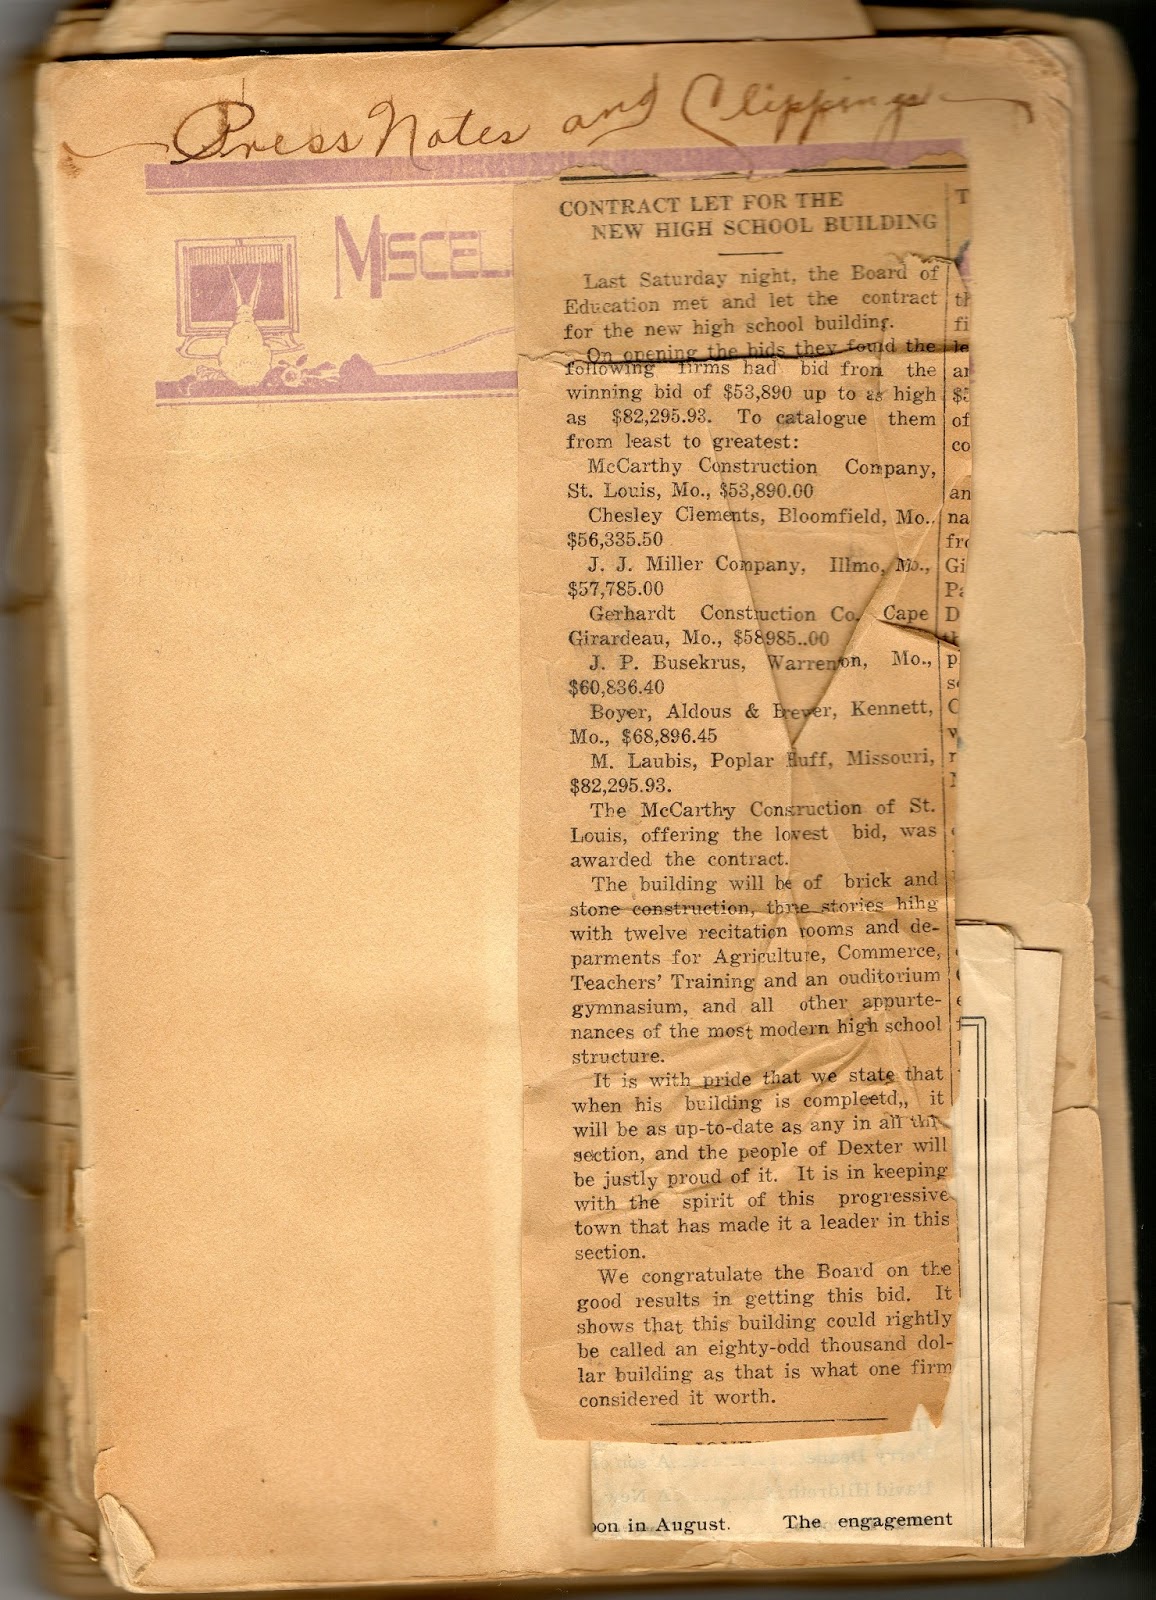 Press Notes and Clippings
MISCEL
CONTRACT LET FOR THE
NEW HIGH SCHOOL BUILDING
Last Saturday night, the Board of
Education met and let the contract
for the new high school building.
On opening the bids they found the
following firms had bid from the
winning bid of $53,890 up to as high
as $82,295.93. To catalogue them
from least to greatest:
McCarthy Construction Company,
St. Louis, Mo., $53,890.00
Chesley Clements, Bloomfield, Mo.,
$56,335.50
J. J. Miller Company, Illmo, Mo.,
$57,785.00
Gerhardt Construction Co. Cape
Girardeau, Mo., $58985..00
J. P. Busekrus, Warrenton, Mo.,
$60,836.40
Boyer, Aldous & Kennett,
Mo., $68,896.45
M. Laubis, Poplar Bluff, Missouri,
$82,295.93.
The McCarthy Construction of St.
Louis, offering the lowest bid, was
awarded the contract.
The building will be of brick and
stone construction, three stories hihg
with twelve recitation rooms and de-
parments for Agriculture, Commerce,
Teachers' Training and an ouditorium
gymnasium, and all other appurte-
nances of the most modern high school
structure.
It is with pride that we state that
when his building is compleetd,, it
will be as up-to-date as any in all this
section, and the people of Dexter will
be justly proud of it. It is in keeping
with the spirit of this progressive
town that has made it a leader in this
section.
We congratulate the Board on the
good results in getting this bid. It
shows that this building could rightly
be called an eighty-odd thousand dol-
lar building as that is what one firm
considered it worth.
oon in August. The engagement